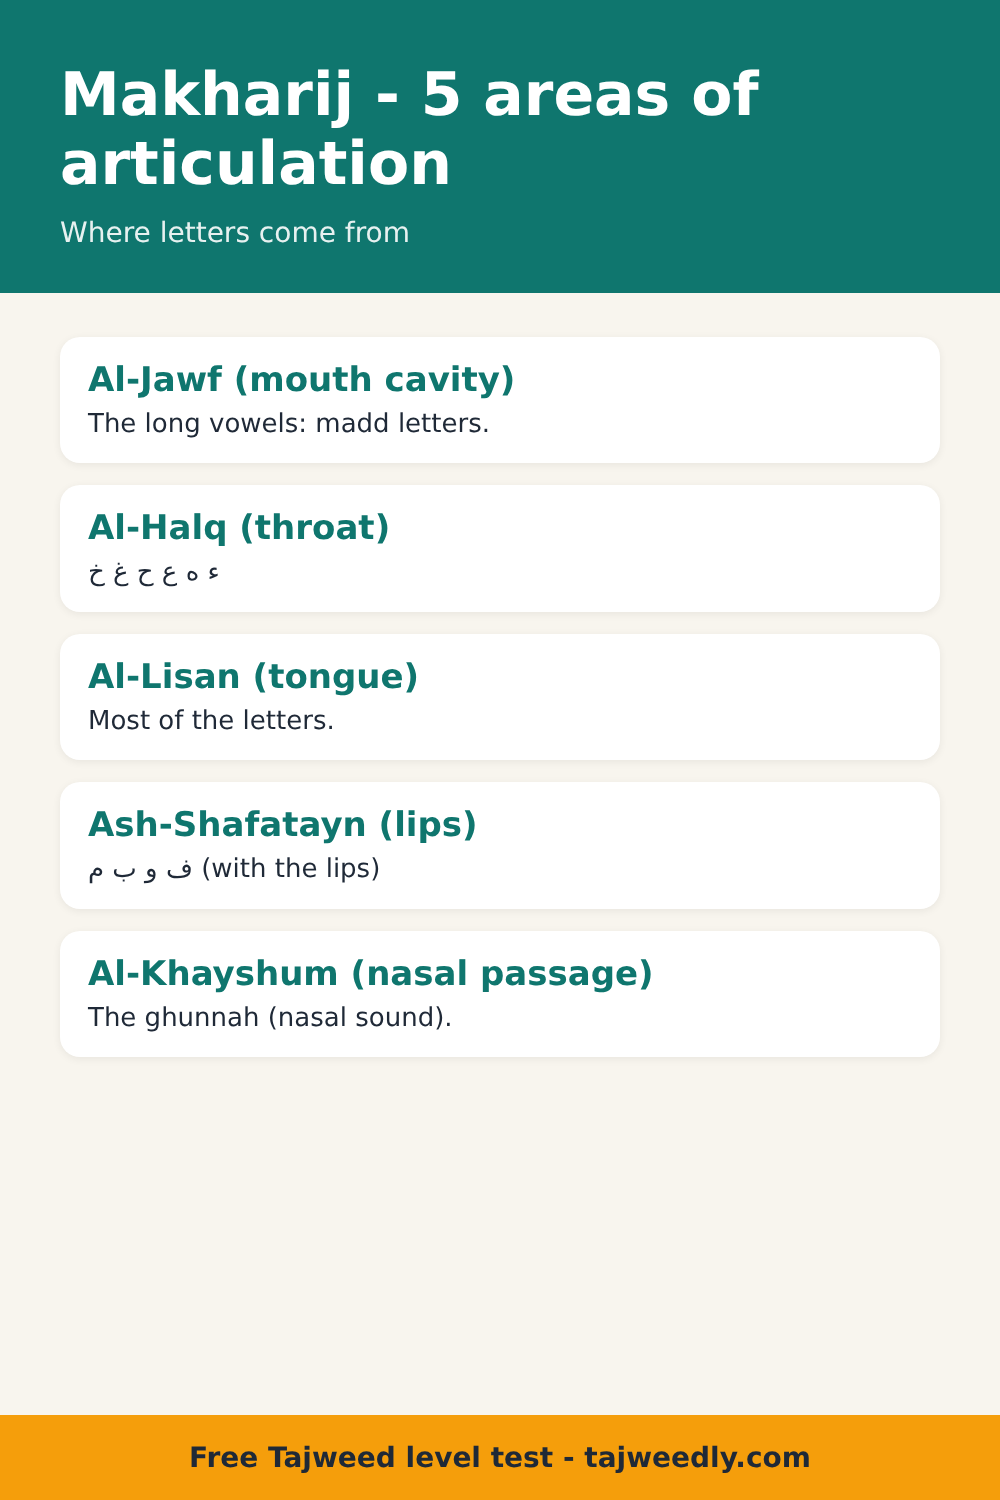 Makharij - 5 areas of
articulation
Where letters come from
Al-Jawf (mouth cavity)
The long vowels: madd letters.
Al-Halq (throat)
ء ه ع ح غ خ
Al-Lisan (tongue)
Most of the letters.
Ash-Shafatayn (lips)
ف و ب م (with the lips)
Al-Khayshum (nasal passage)
The ghunnah (nasal sound).
Free Tajweed level test - tajweedly.com